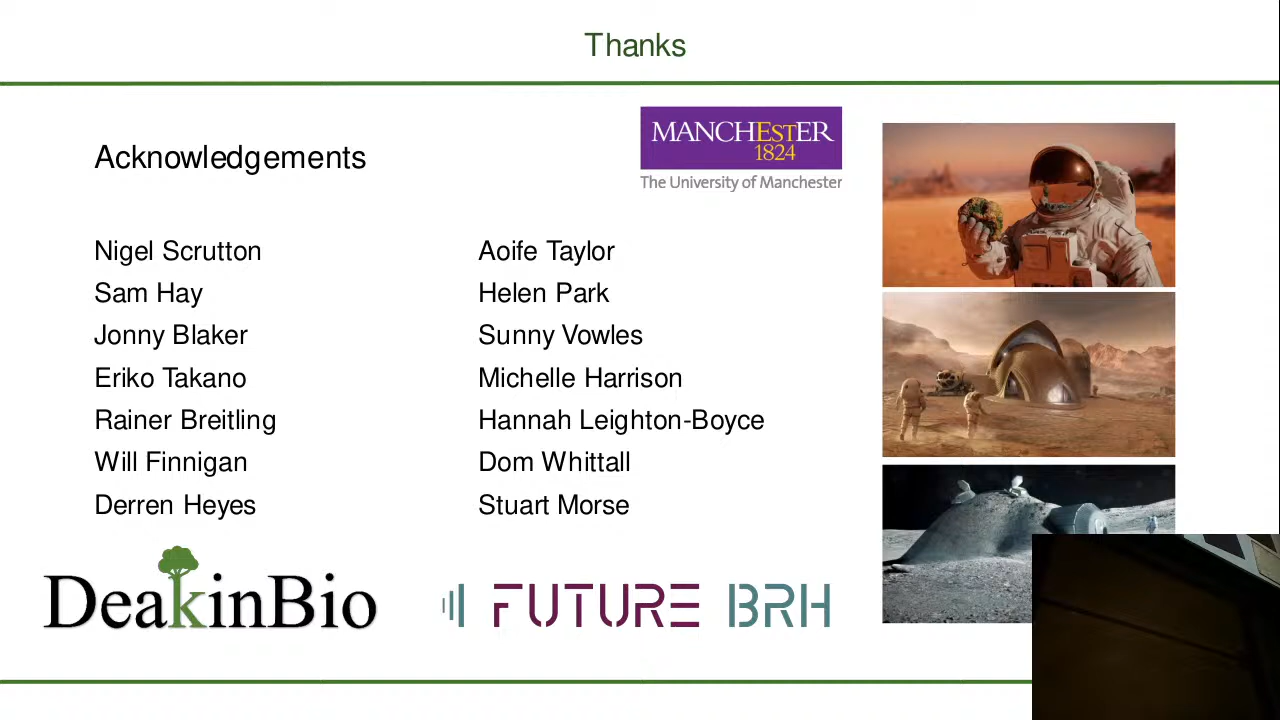 Thanks
Acknowledgements
MANCHESTER
1824
The University of Manchester
Nigel Scrutton
Sam Hay
Jonny Blaker
Eriko Takano
Rainer Breitling
Will Finnigan
Derren Heyes
Aoife Taylor
Helen Park
Sunny Vowles
Michelle Harrison
Hannah Leighton-Boyce
Dom Whittall
Stuart Morse
DeakinBio
FUTURE BRH